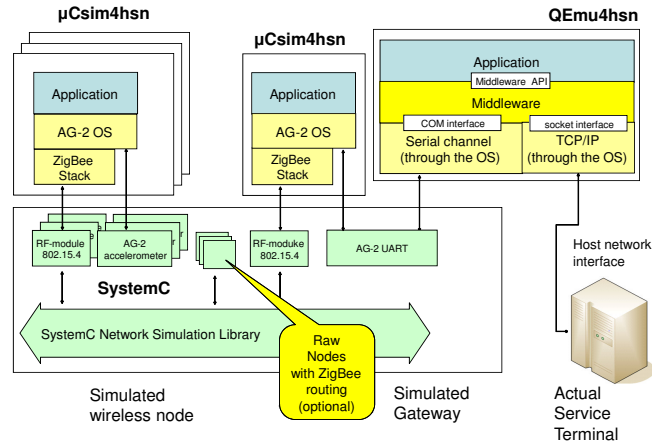 µCsim4hsn
µCsim4hsn
QEmu4hsn
Application
AG-2 OS
ZigBee
Stack
Application
AG-2 OS
ZigBee
Stack
Application
Middleware API
Middleware
COM interface
socket interface
Serial channel
(through the OS)
TCP/IP
(through the OS)
RF-module
802.15.4
AG-2
accelerometer
RF-moduke
802.15.4
AG-2 UART
SystemC
SystemC Network Simulation Library
Raw
Nodes
with ZigBee
routing
(optional)
Host network
interface
Simulated
wireless node
Simulated
Gateway
Actual
Service
Terminal